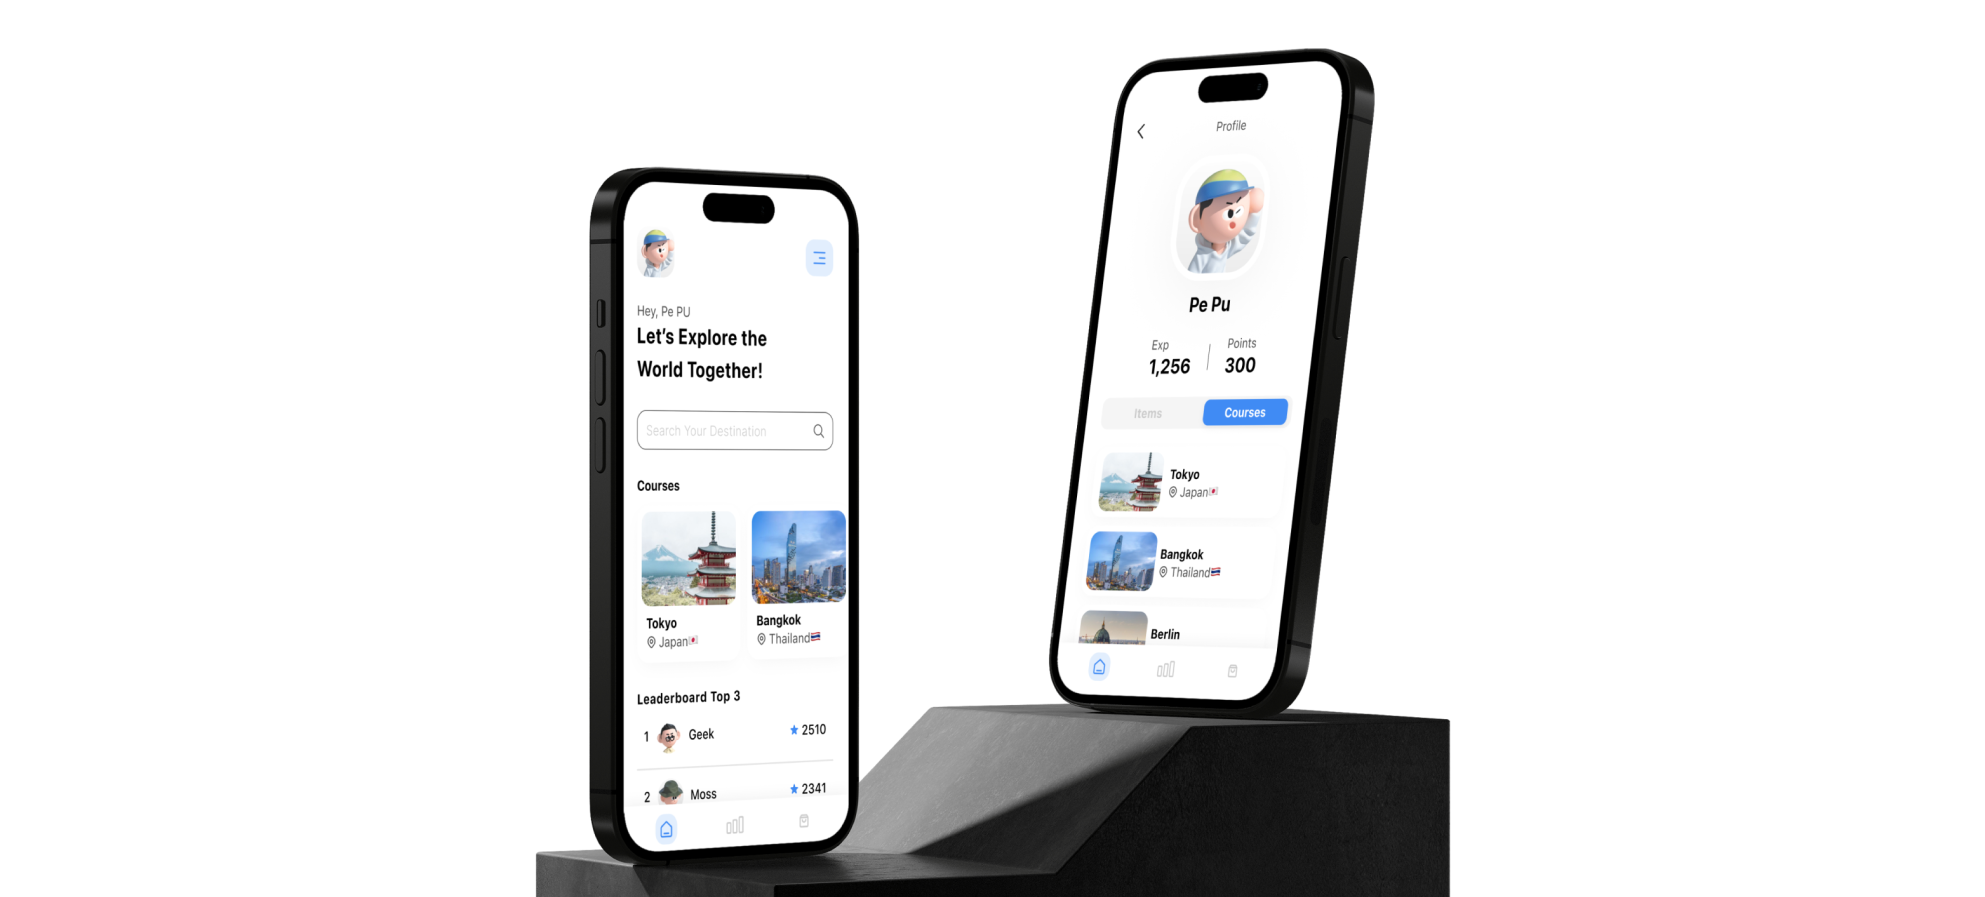 Hey, Pe PU
Let's Explore the
World Together!
Search Your Destination
Courses
Tokyo
Japan
Bangkok
Thailand
Leaderboard Top 3
1 Geek 2510
2 Moss 2341
Profile
Pe Pu
Exp
1,256
Points
300
Items
Courses
Tokyo
Japan
Bangkok
Thailand
Berlin